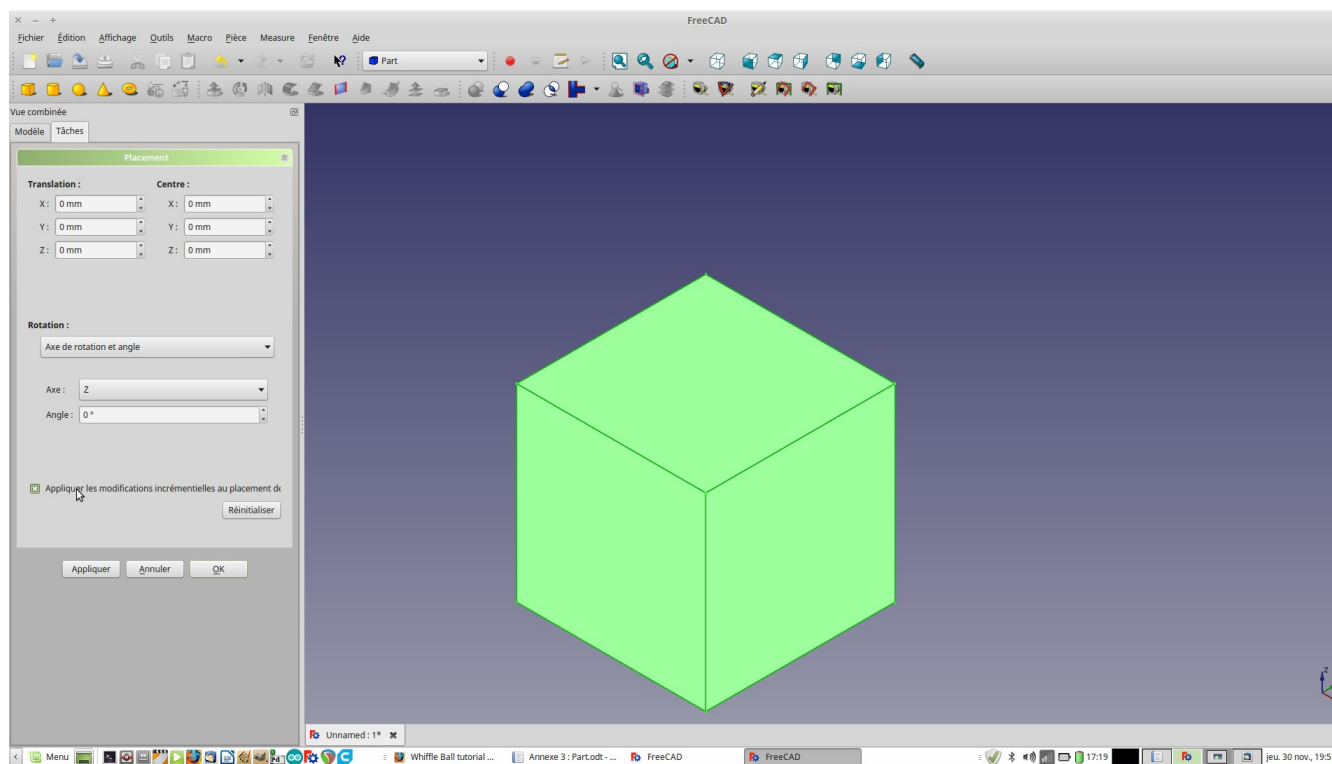 FreeCAD
Fichier Édition Affichage Outils Macro Pièce Measure Fenêtre Aide
Part
Vue combinée
Modèle Tâches
Placement
Translation : Centre :
X : 0 mm X : 0 mm
Y : 0 mm Y : 0 mm
Z : 0 mm Z : 0 mm
Rotation :
Axe de rotation et angle
Axe : Z
Angle : 0 °
Appliquer les modifications incrémentielles au placement de
Réinitialiser
Appliquer Annuler OK
Z
Unnamed : 1*
Menu Pd Whiffle Ball tutorial ... Annexe 3 : Part.odt - ... FreeCAD FreeCAD 17:19 jeu. 30 nov., 19:5